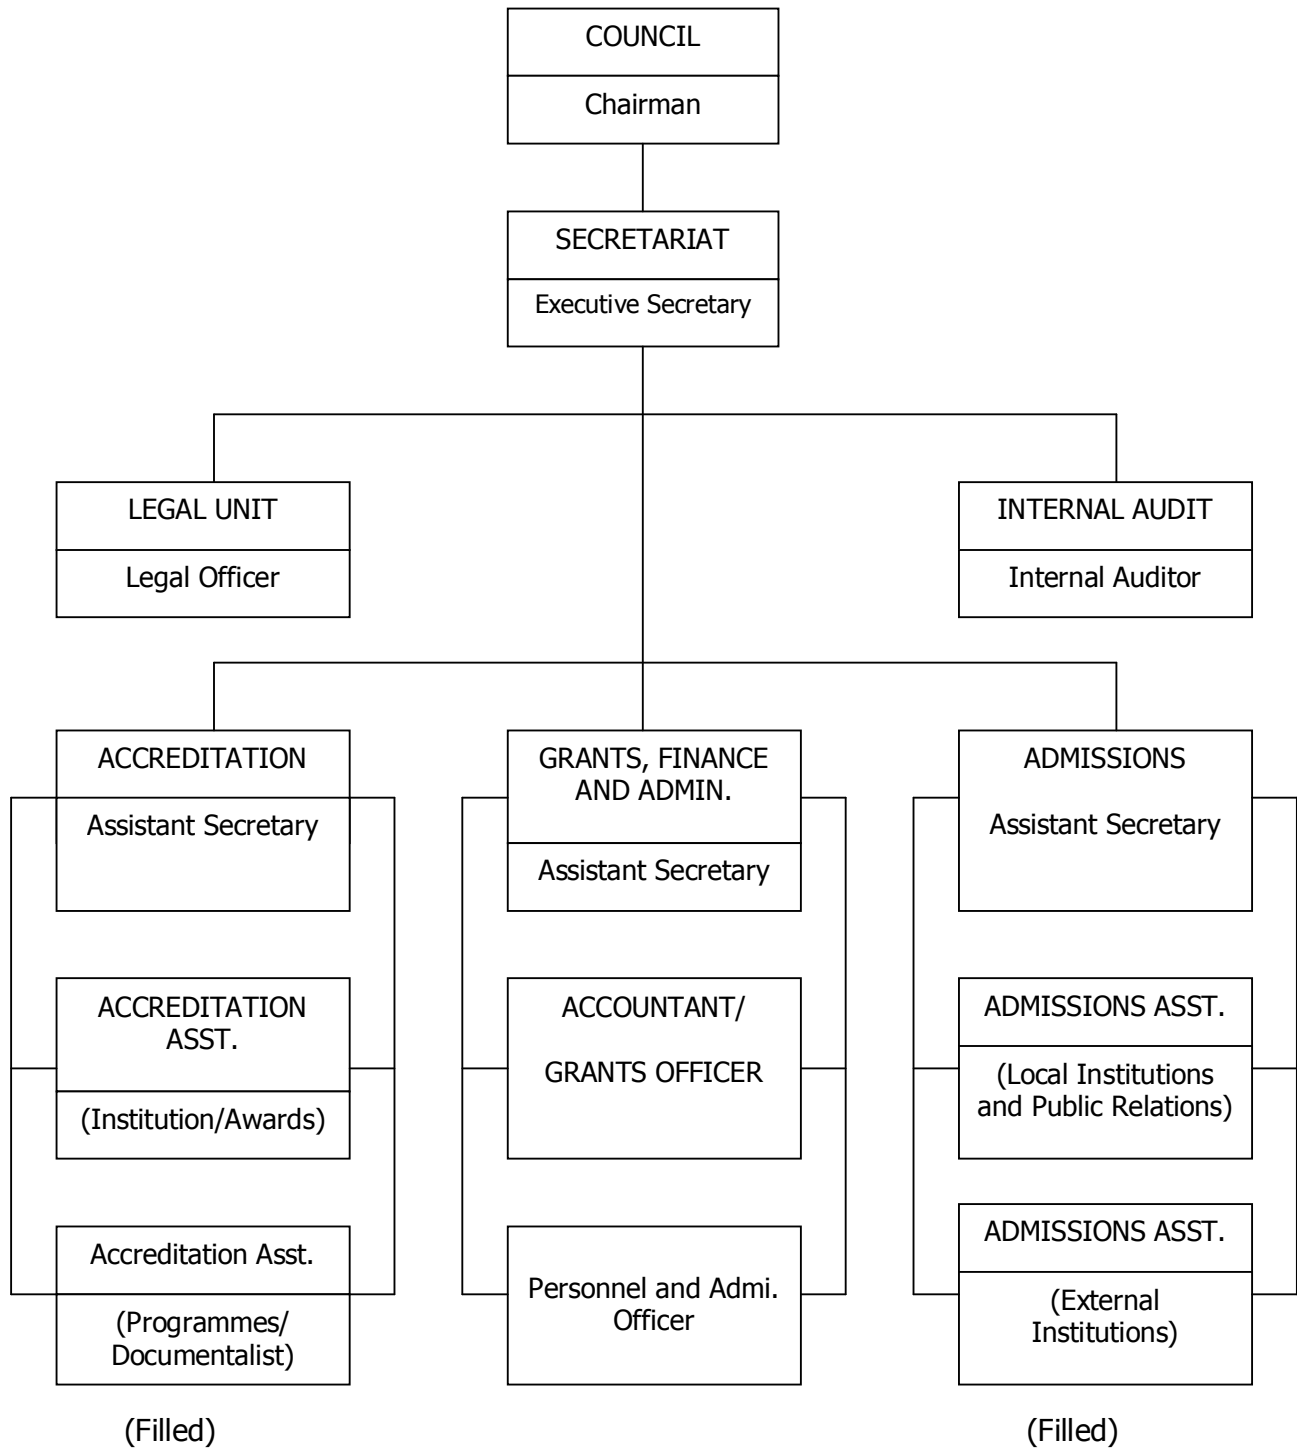 COUNCIL
Chairman
SECRETARIAT
Executive Secretary
LEGAL UNIT
Legal Officer
INTERNAL AUDIT
Internal Auditor
ACCREDITATION
Assistant Secretary
GRANTS, FINANCE
AND ADMIN.
Assistant Secretary
ADMISSIONS
Assistant Secretary
ACCREDITATION
ASST.
(Institution/Awards)
ACCOUNTANT/
GRANTS OFFICER
ADMISSIONS ASST.
(Local Institutions
and Public Relations)
Accreditation Asst.
(Programmes/
Documentalist)
Personnel and Admi.
Officer
ADMISSIONS ASST.
(External
Institutions)
(Filled)
(Filled)